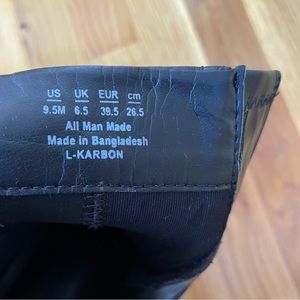 US UK EUR cm
9.5M 6.5 39.5 26.5
All Man Made
Made in Bangladesh
L-KARBON